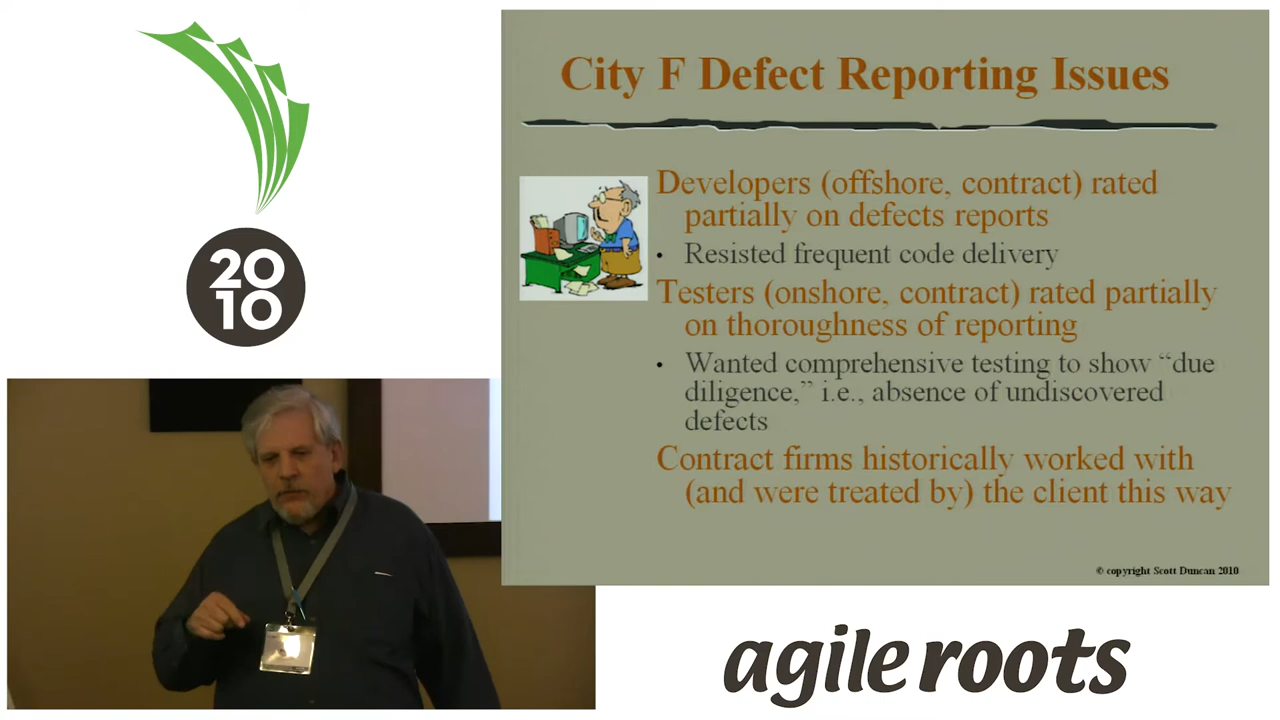 20
10
City F Defect Reporting Issues
Developers (offshore, contract) rated
partially on defects reports
• Resisted frequent code delivery
Testers (onshore, contract) rated partially
on thoroughness of reporting
• Wanted comprehensive testing to show “due
diligence,” i.e., absence of undiscovered
defects
Contract firms historically worked with
(and were treated by) the client this way
© copyright Scott Duncan 2010
agile roots